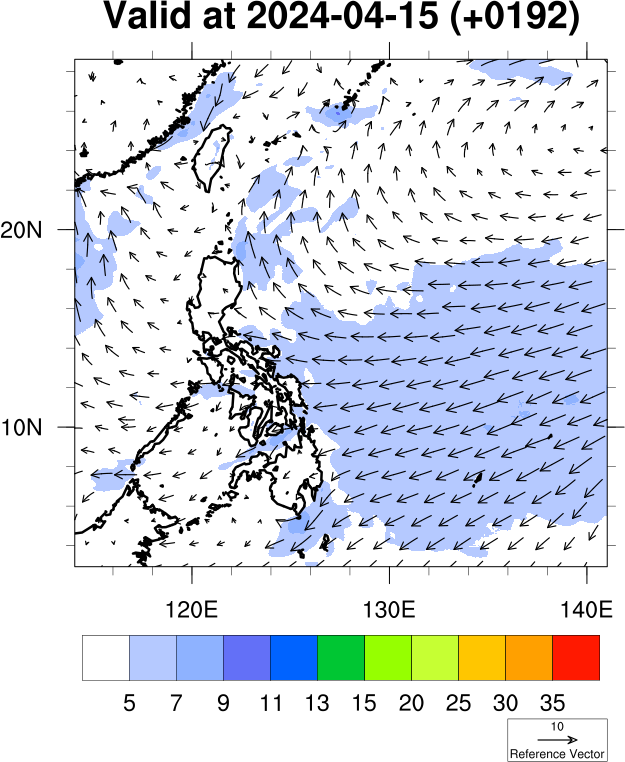 Valid at 2024-04-15 (+0192)
20N
10N
120E 130E 140E
5 7 9 11 13 15 20 25 30 35
10
Reference Vector